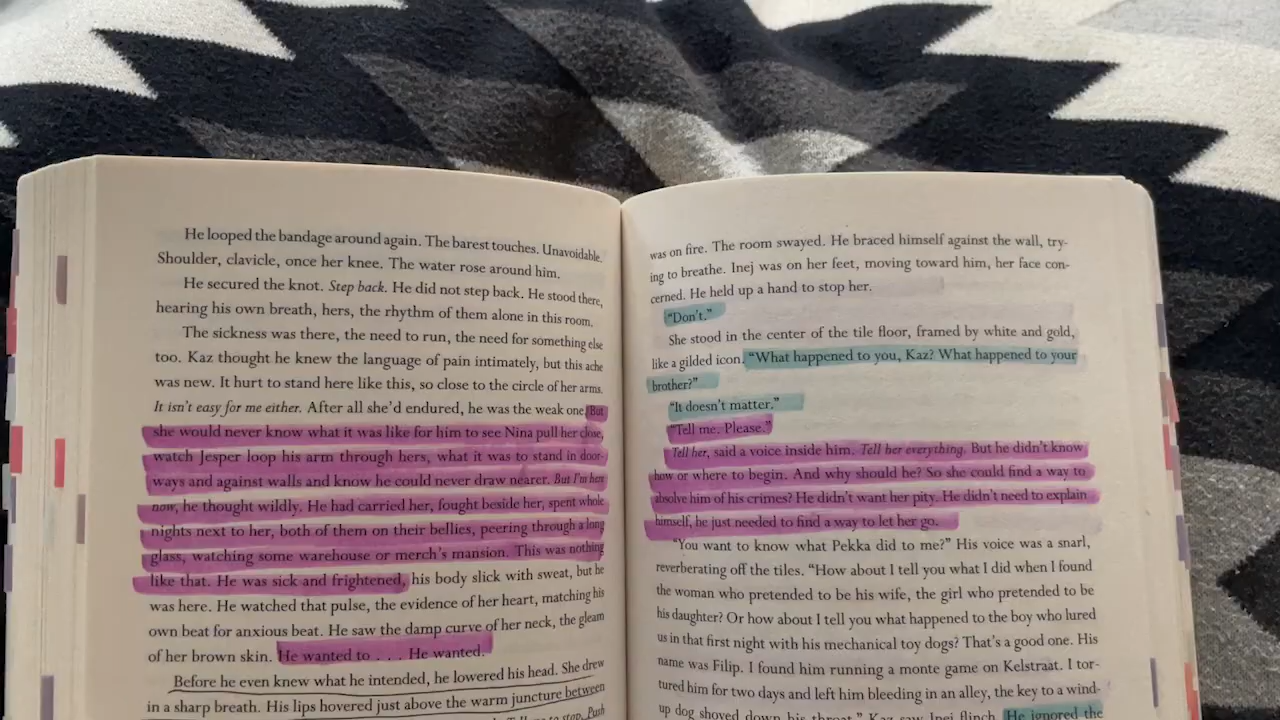 He looped the bandage around again. The barest touches. Unavoidable.
Shoulder, clavicle, once her knee. The water rose around him.
He secured the knot. Step back. He did not step back. He stood there,
hearing his own breath, hers, the rhythm of them alone in this room.
The sickness was there, the need to run, the need for something else
too. Kaz thought he knew the language of pain intimately, but this ache
was new. It hurt to stand here like this, so close to the circle of her arms.
It isn't easy for me either. After all she'd endured, he was the weak one. But
she would never know what it was like for him to see Nina pull her close,
watch Jesper loop his arm through hers, what it was to stand in door-
ways and against walls and know he could never draw nearer. But I'm here
now, he thought wildly. He had carried her, fought beside her, spent whole
nights next to her, both of them on their bellies, peering through a long
glass, watching some warehouse or merch's mansion. This was nothing
like that. He was sick and frightened, his body slick with sweat, but he
was here. He watched that pulse, the evidence of her heart, matching his
own beat for anxious beat. He saw the damp curve of her neck, the gleam
of her brown skin. He wanted to . . . He wanted.
Before he even knew what he intended, he lowered his head. She drew
in a sharp breath. His lips hovered just above the warm juncture between
to stop. Push
was on fire. The room swayed. He braced himself against the wall, try-
ing to breathe. Inej was on her feet, moving toward him, her face con-
cerned. He held up a hand to stop her.
"Don't."
She stood in the center of the tile floor, framed by white and gold,
like a gilded icon. "What happened to you, Kaz? What happened to your
brother?"
"It doesn't matter."
"Tell me. Please."
Tell her, said a voice inside him. Tell her everything. But he didn't know
how or where to begin. And why should he? So she could find a way to
absolve him of his crimes? He didn't want her pity. He didn't need to explain
himself, he just needed to find a way to let her go.
"You want to know what Pekka did to me?" His voice was a snarl,
reverberating off the tiles. "How about I tell you what I did when I found
the woman who pretended to be his wife, the girl who pretended to be
his daughter? Or how about I tell you what happened to the boy who lured
us in that first night with his mechanical toy dogs? That's a good one. His
name was Filip. I found him running a monte game on Kelstraat. I tor-
tured him for two days and left him bleeding in an alley, the key to a wind-
up dog shoved down his throat." Kaz saw Inej flinch. He ignored the